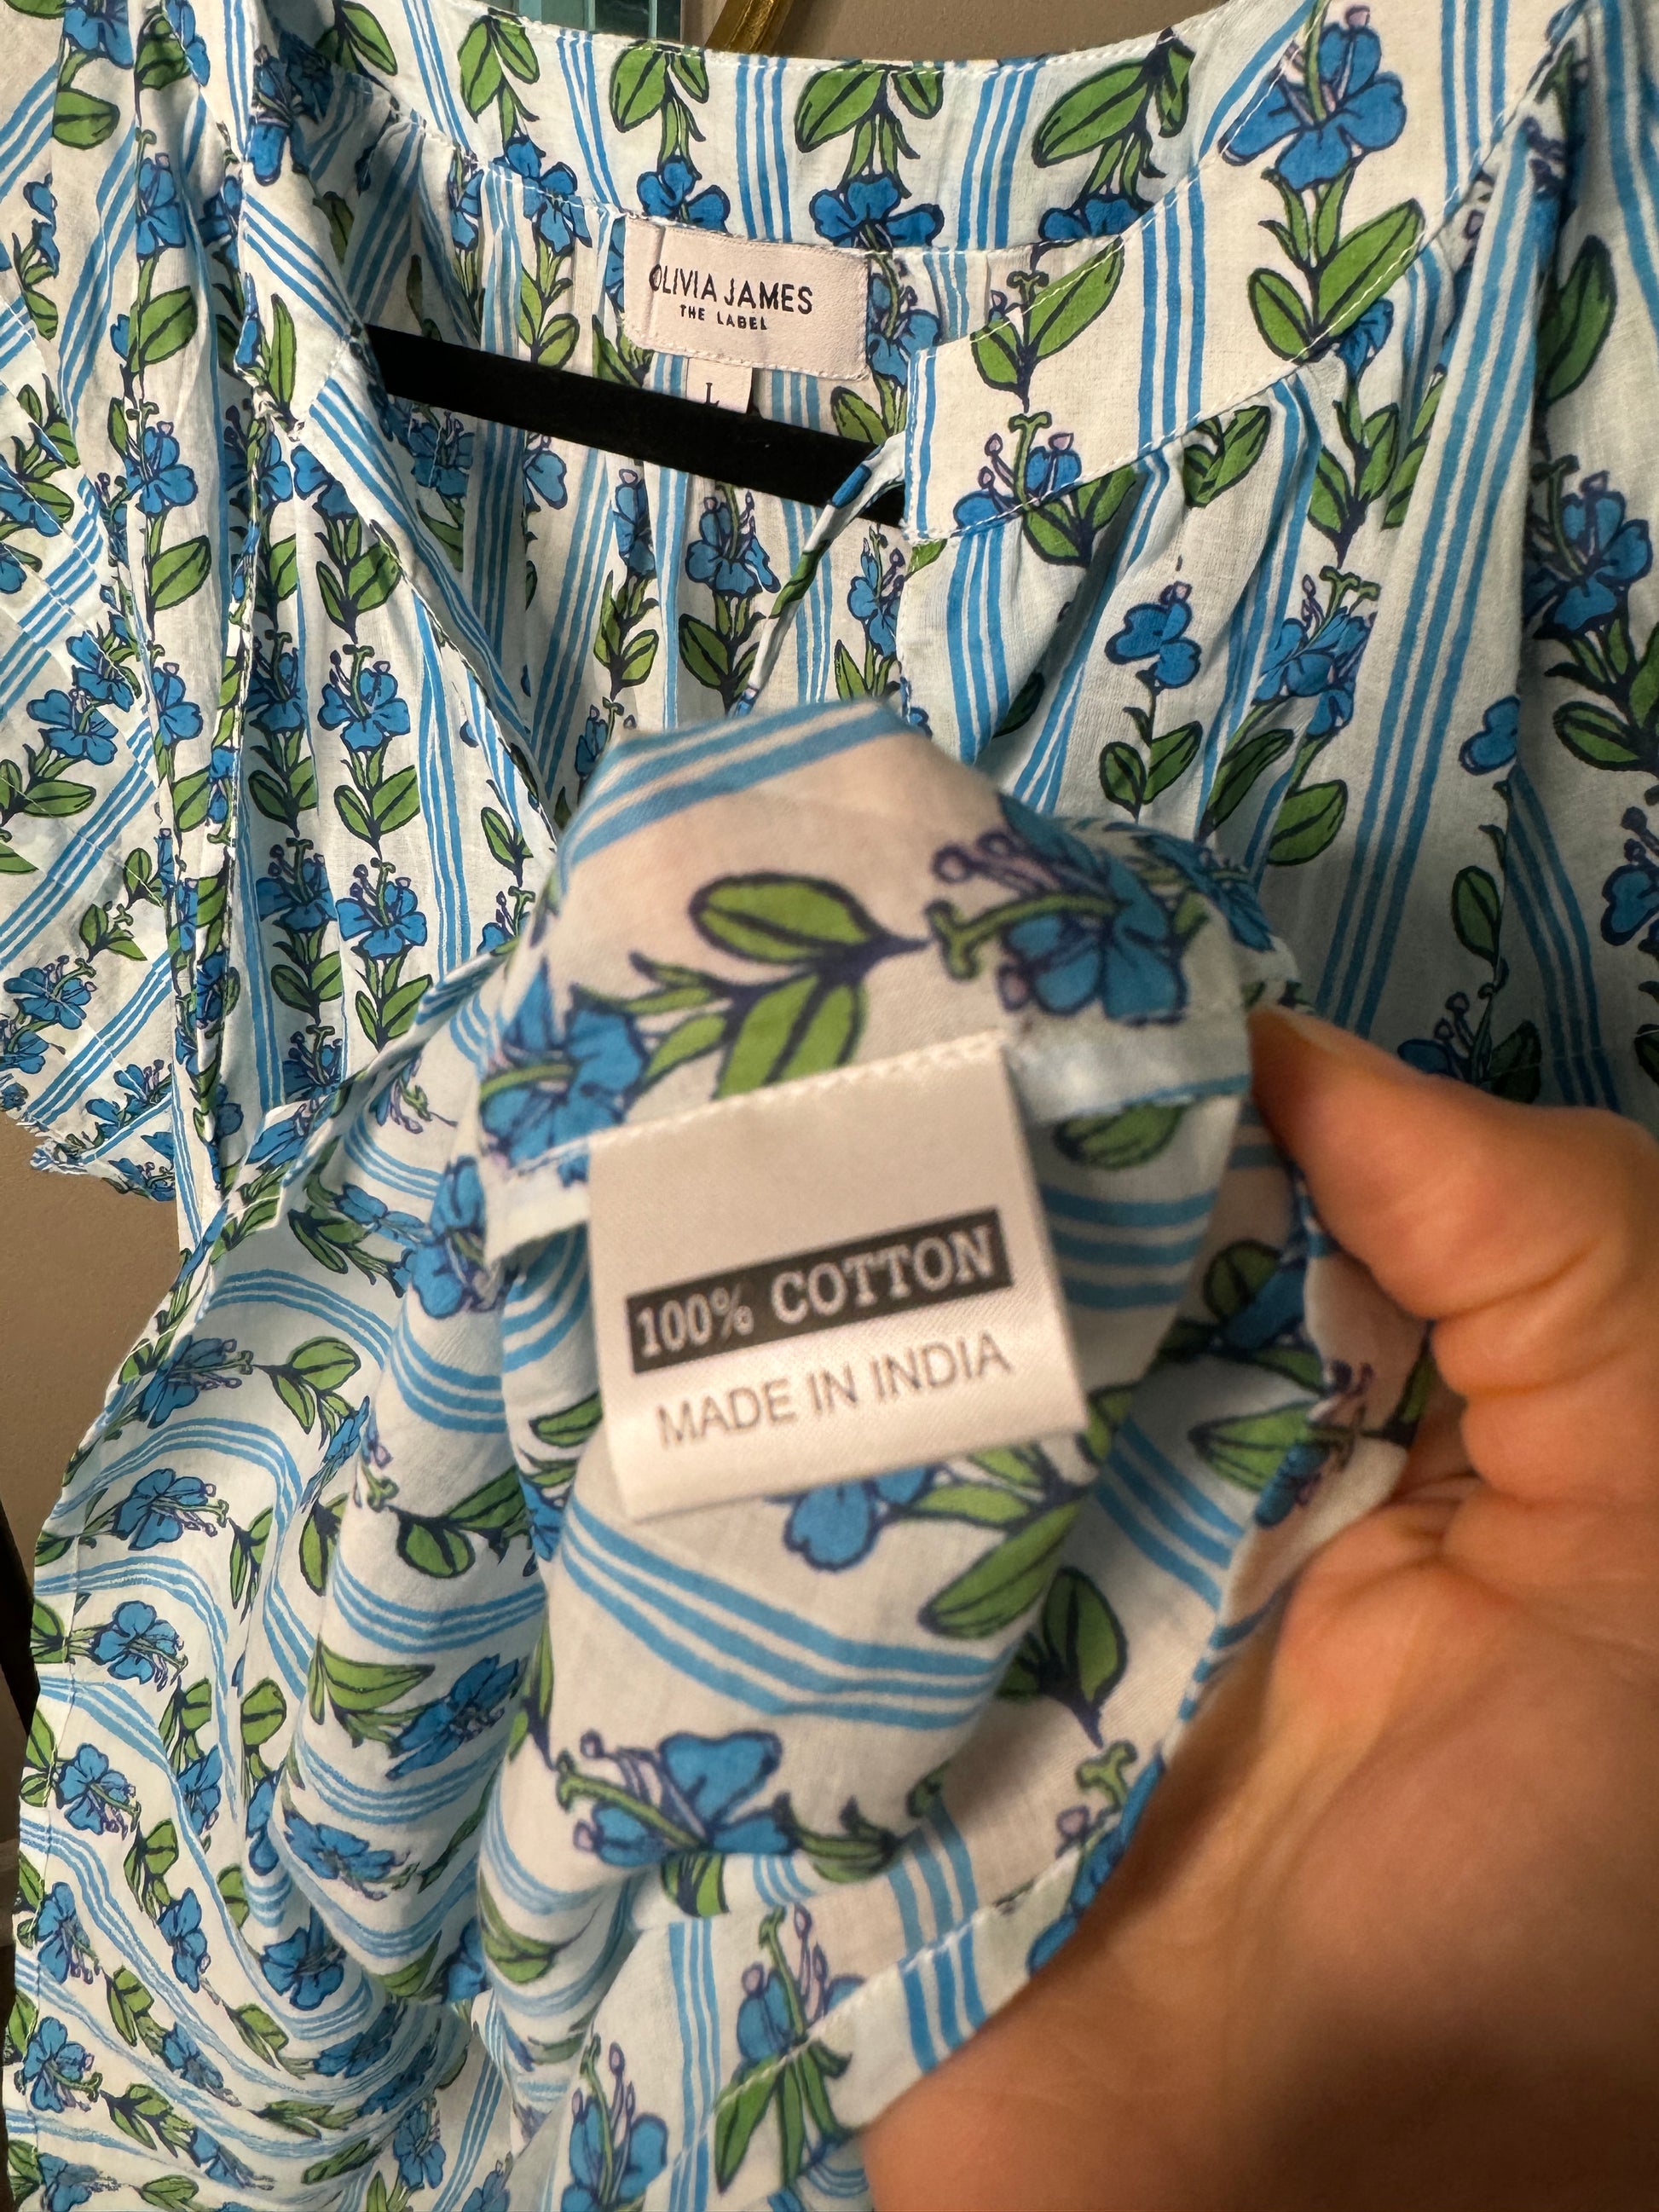 OLIVIA JAMES
THE LABEL
L
100% COTTON
MADE IN INDIA